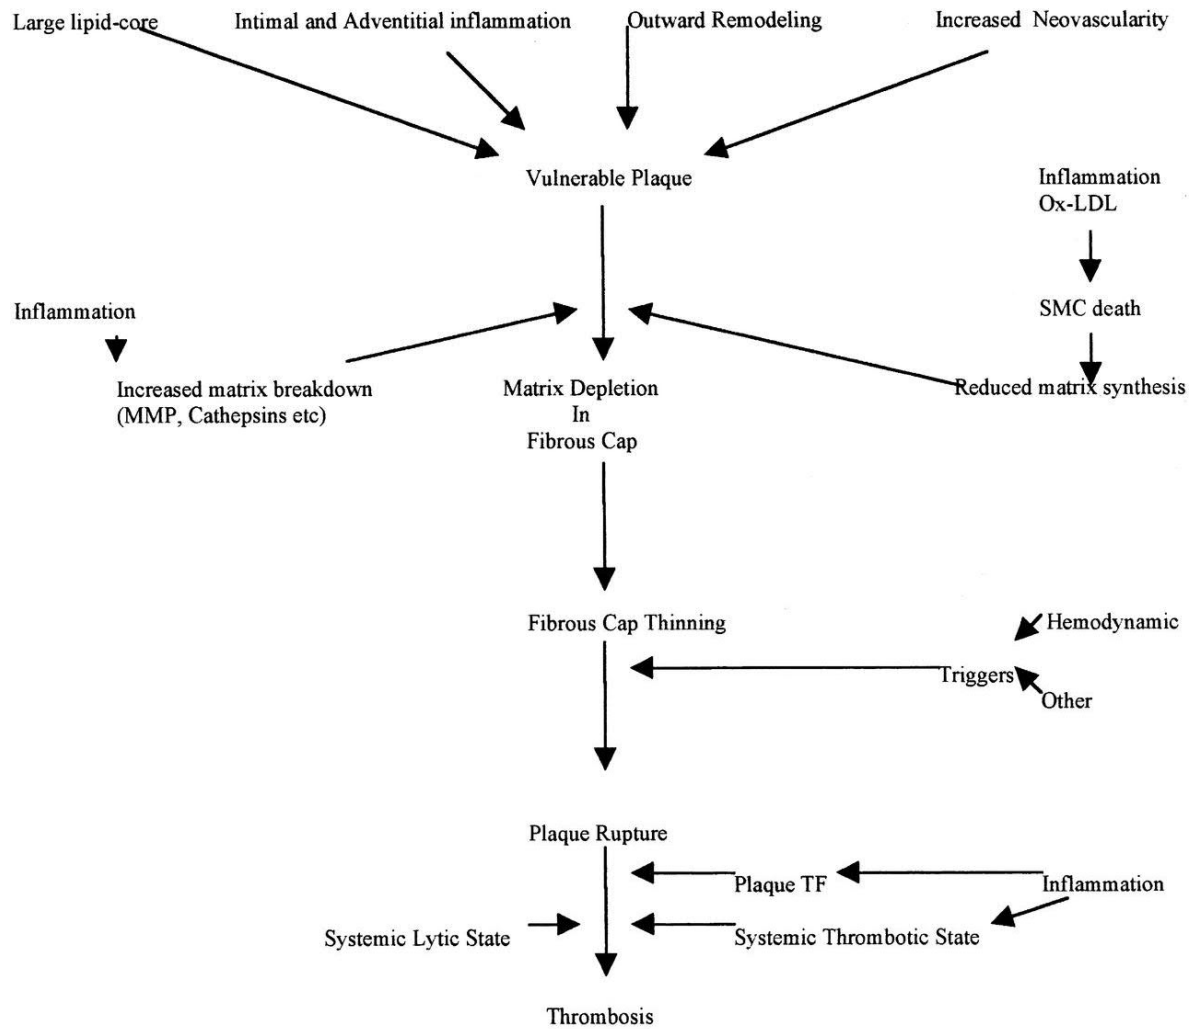 Large lipid-core
Intimal and Adventitial inflammation
Outward Remodeling
Increased Neovascularity
Vulnerable Plaque
Inflammation
Ox-LDL
SMC death
Inflammation
Increased matrix breakdown
(MMP, Cathepsins etc)
Matrix Depletion
In
Fibrous Cap
Reduced matrix synthesis
Fibrous Cap Thinning
Hemodynamic
Triggers
Other
Plaque Rupture
Plaque TF
Inflammation
Systemic Lytic State
Systemic Thrombotic State
Thrombosis